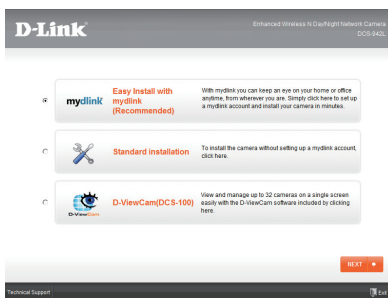 D-Link
Enhanced Wireless N Day/Night Network Camera
DCS-942L
mydlink
Easy Install with
mydlink
(Recommended)
With mydlink you can keep an eye on your home or office
anytime, from wherever you are. Simply click here to set up
a mydlink account and install your camera in minutes.
Standard installation
To install the camera without setting up a mydlink account,
click here.
D-ViewCam
D-ViewCam(DCS-100)
View and manage up to 32 cameras on a single screen
easily with the D-ViewCam software included by clicking
here.
NEXT
Technical Support
Exit